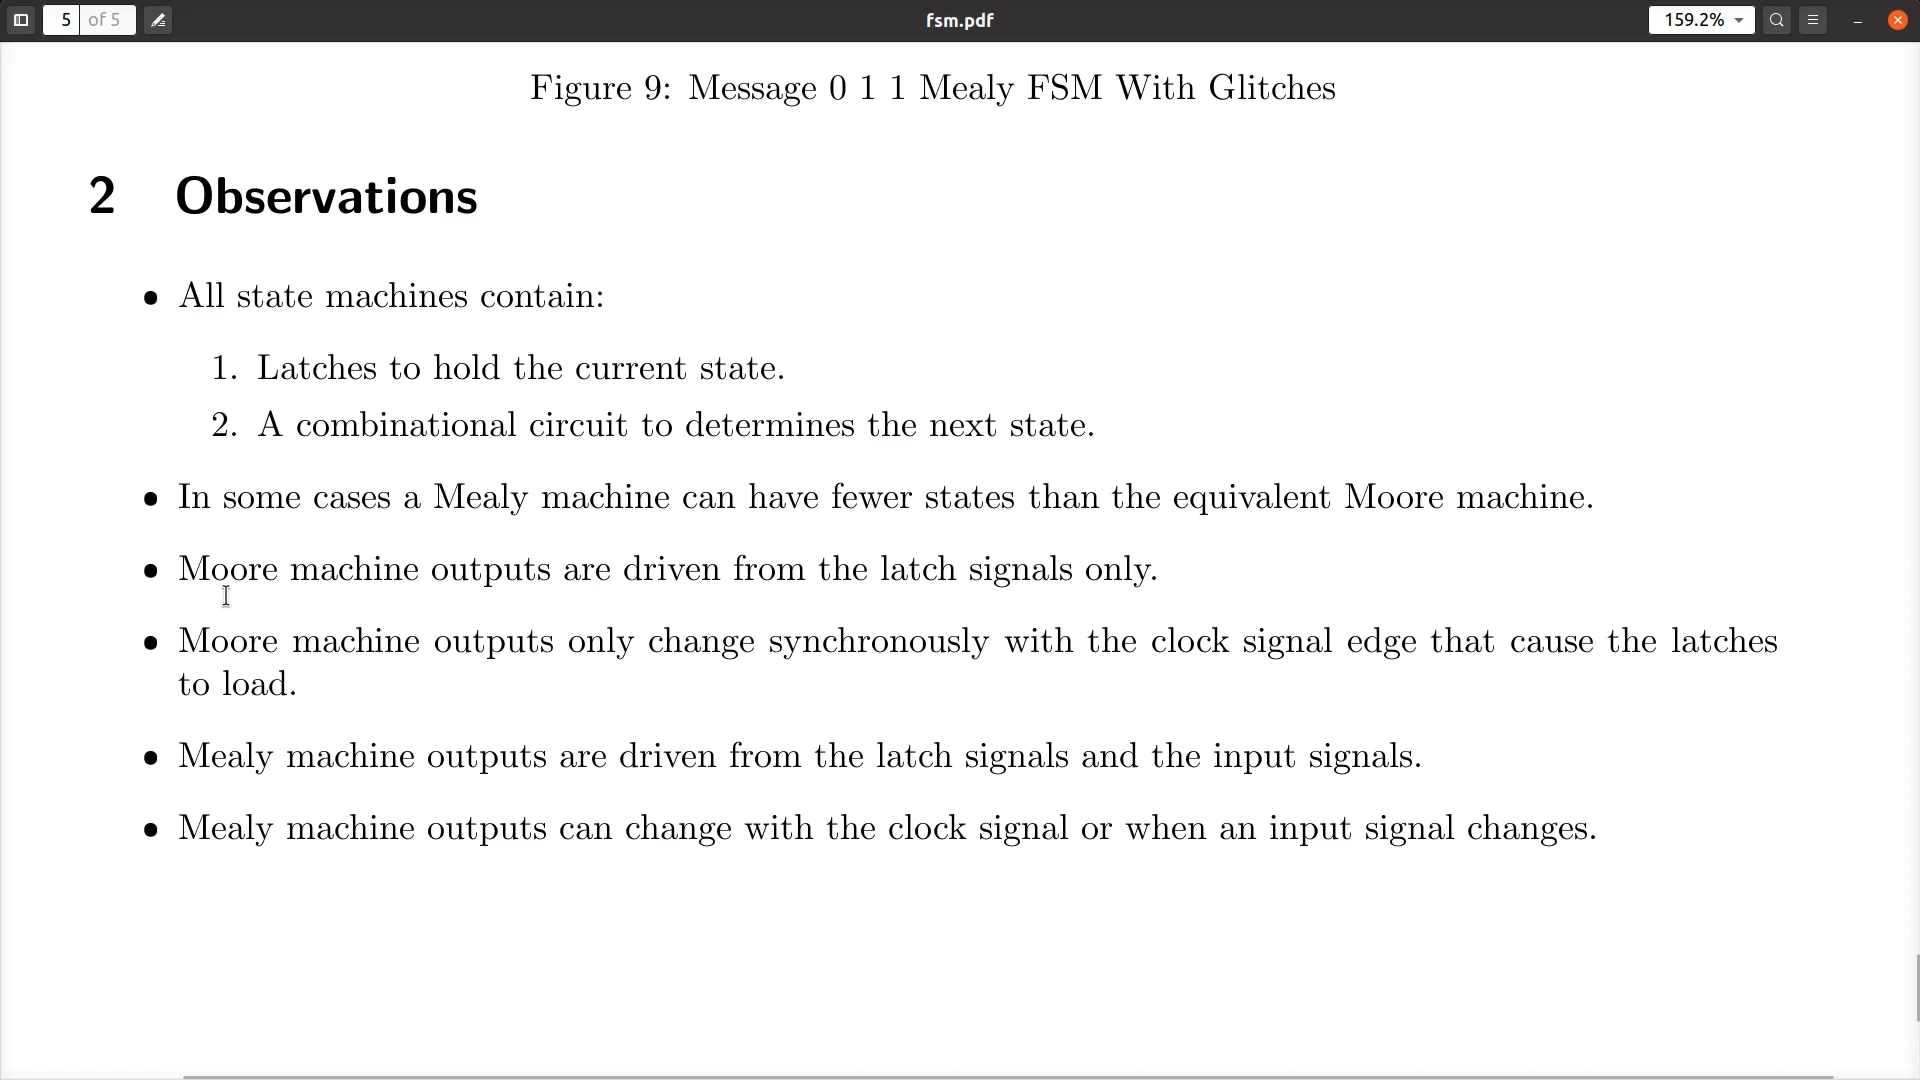 5 of 5 fsm.pdf 159.2%
Figure 9: Message 0 1 1 Mealy FSM With Glitches
2 Observations
• All state machines contain:
1. Latches to hold the current state.
2. A combinational circuit to determines the next state.
• In some cases a Mealy machine can have fewer states than the equivalent Moore machine.
• Moore machine outputs are driven from the latch signals only.
• Moore machine outputs only change synchronously with the clock signal edge that cause the latches
to load.
• Mealy machine outputs are driven from the latch signals and the input signals.
• Mealy machine outputs can change with the clock signal or when an input signal changes.